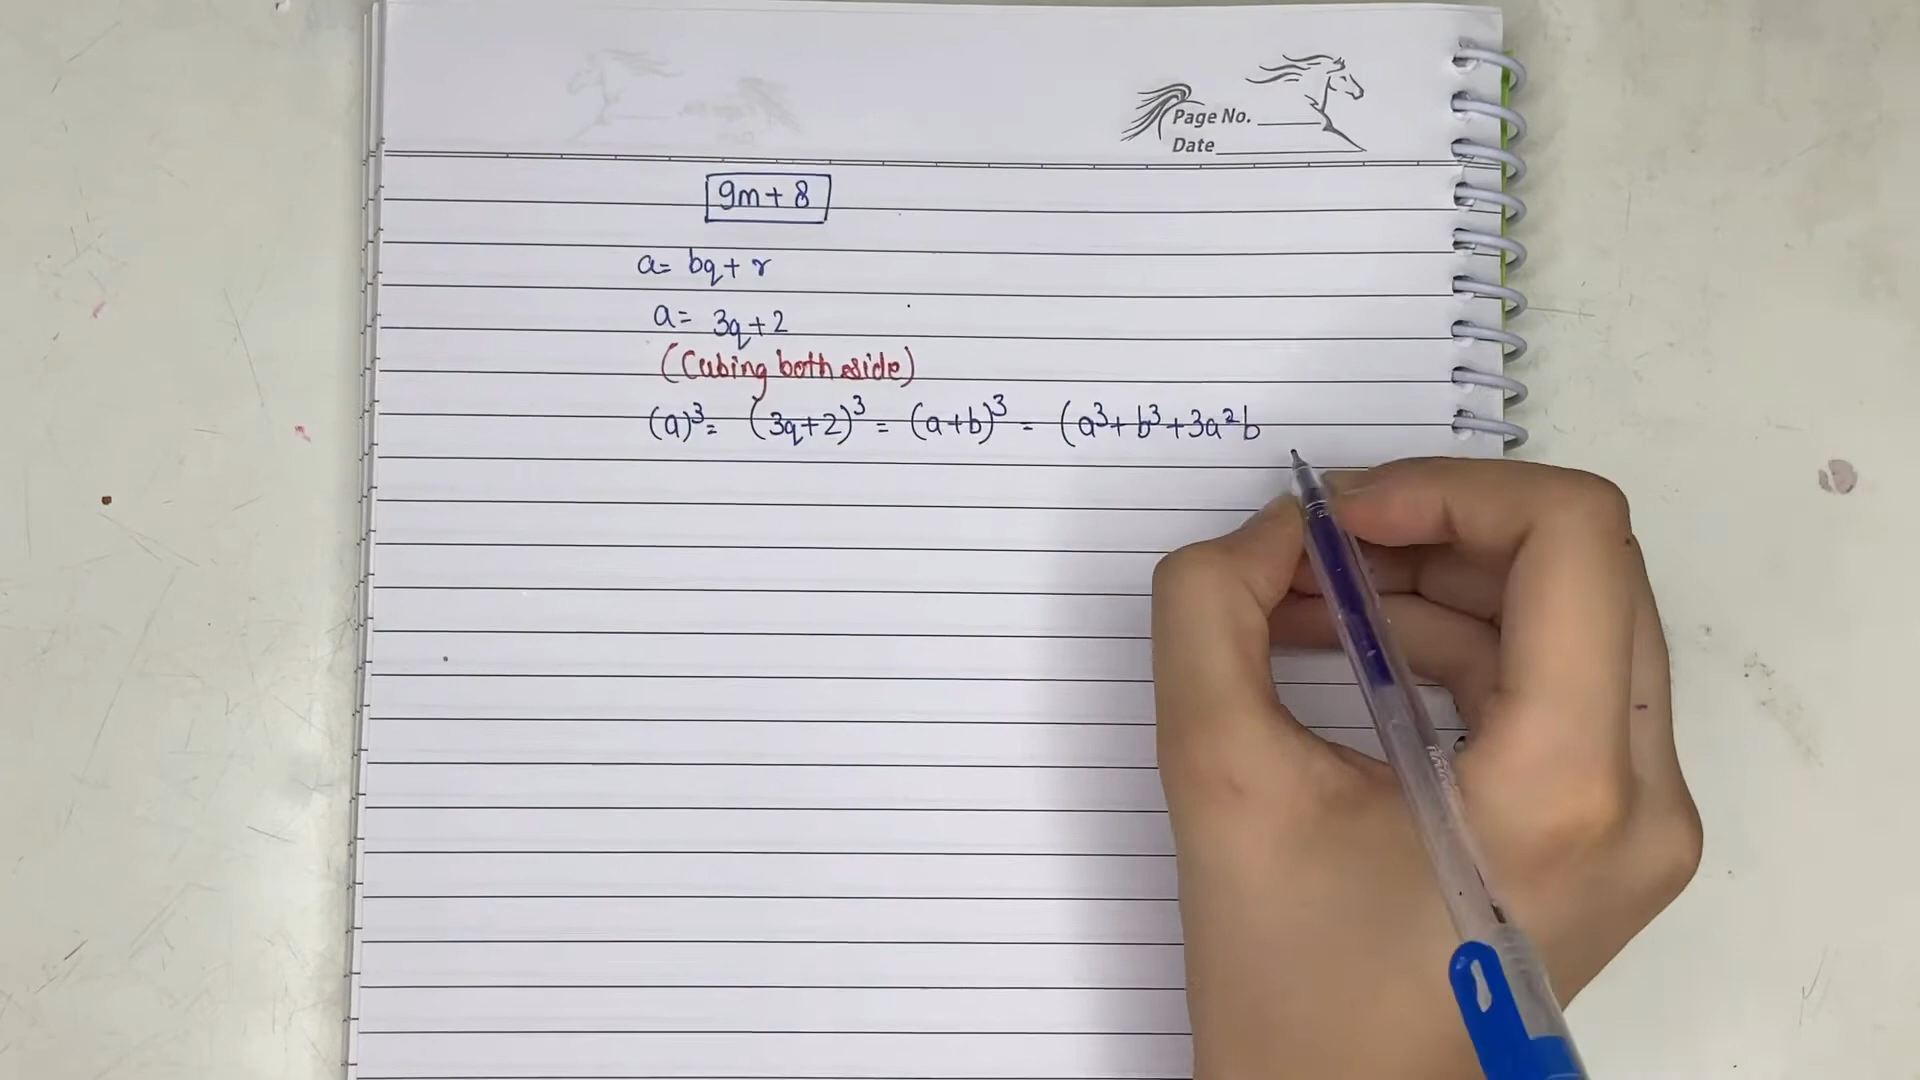 Page No.
Date
9m + 8
a = bq + r
a = 3q + 2
(Cubing both side)
(a)³ = (3q+2)³ = (a+b)³ = (a³ + b³ + 3a²b